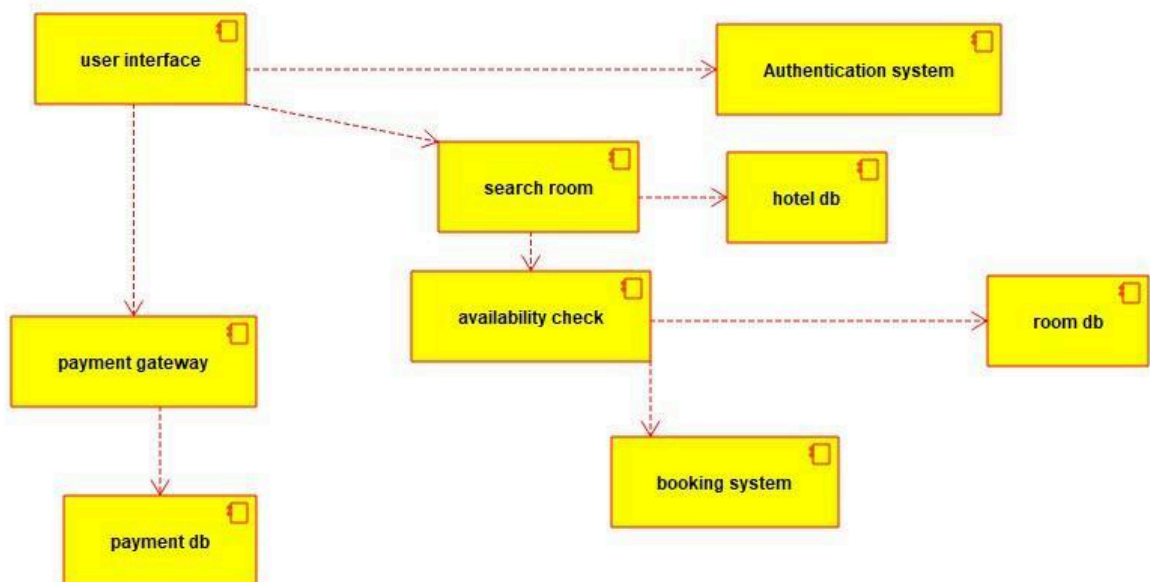 user interface
Authentication system
search room
hotel db
availability check
room db
payment gateway
booking system
payment db